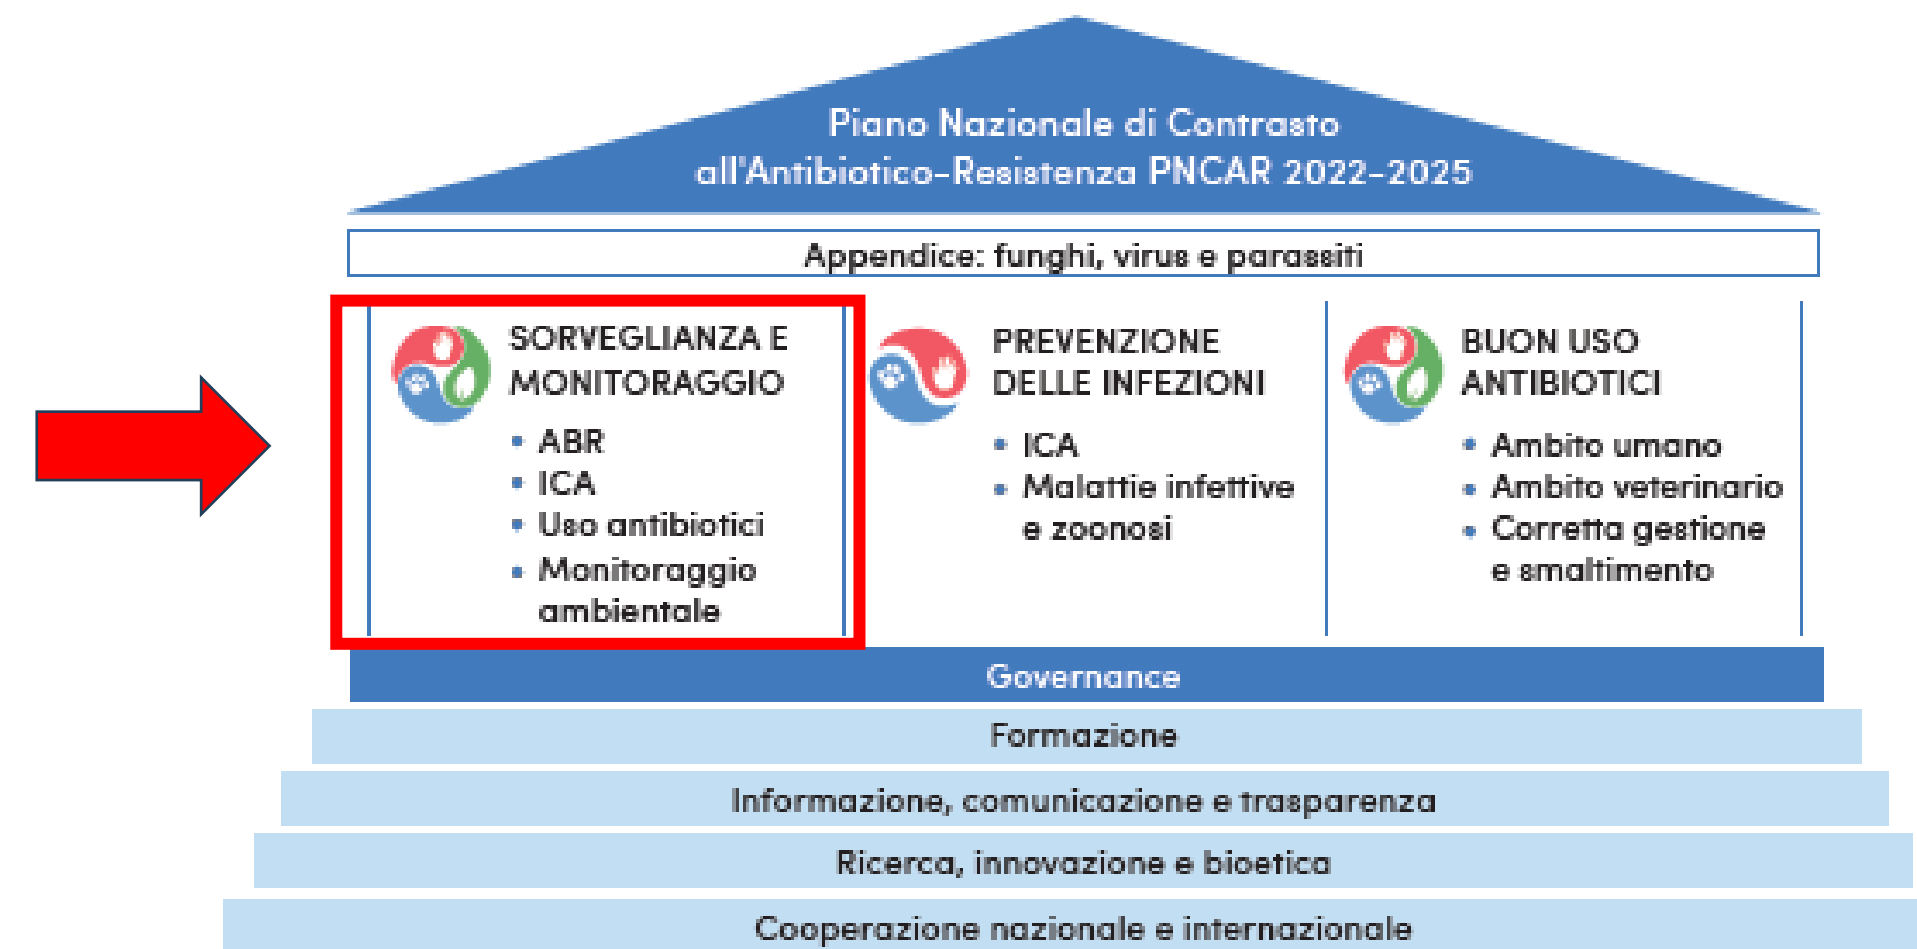 Piano Nazionale di Contrasto
all'Antibiotico-Resistenza PNCAR 2022-2025
Appendice: funghi, virus e parassiti
SORVEGLIANZA E
MONITORAGGIO
• ABR
• ICA
• Uso antibiotici
• Monitoraggio
ambientale
PREVENZIONE
DELLE INFEZIONI
• ICA
• Malattie infettive
e zoonosi
BUON USO
ANTIBIOTICI
• Ambito umano
• Ambito veterinario
• Corretta gestione
e smaltimento
Governance
Formazione
Informazione, comunicazione e trasparenza
Ricerca, innovazione e bioetica
Cooperazione nazionale e internazionale